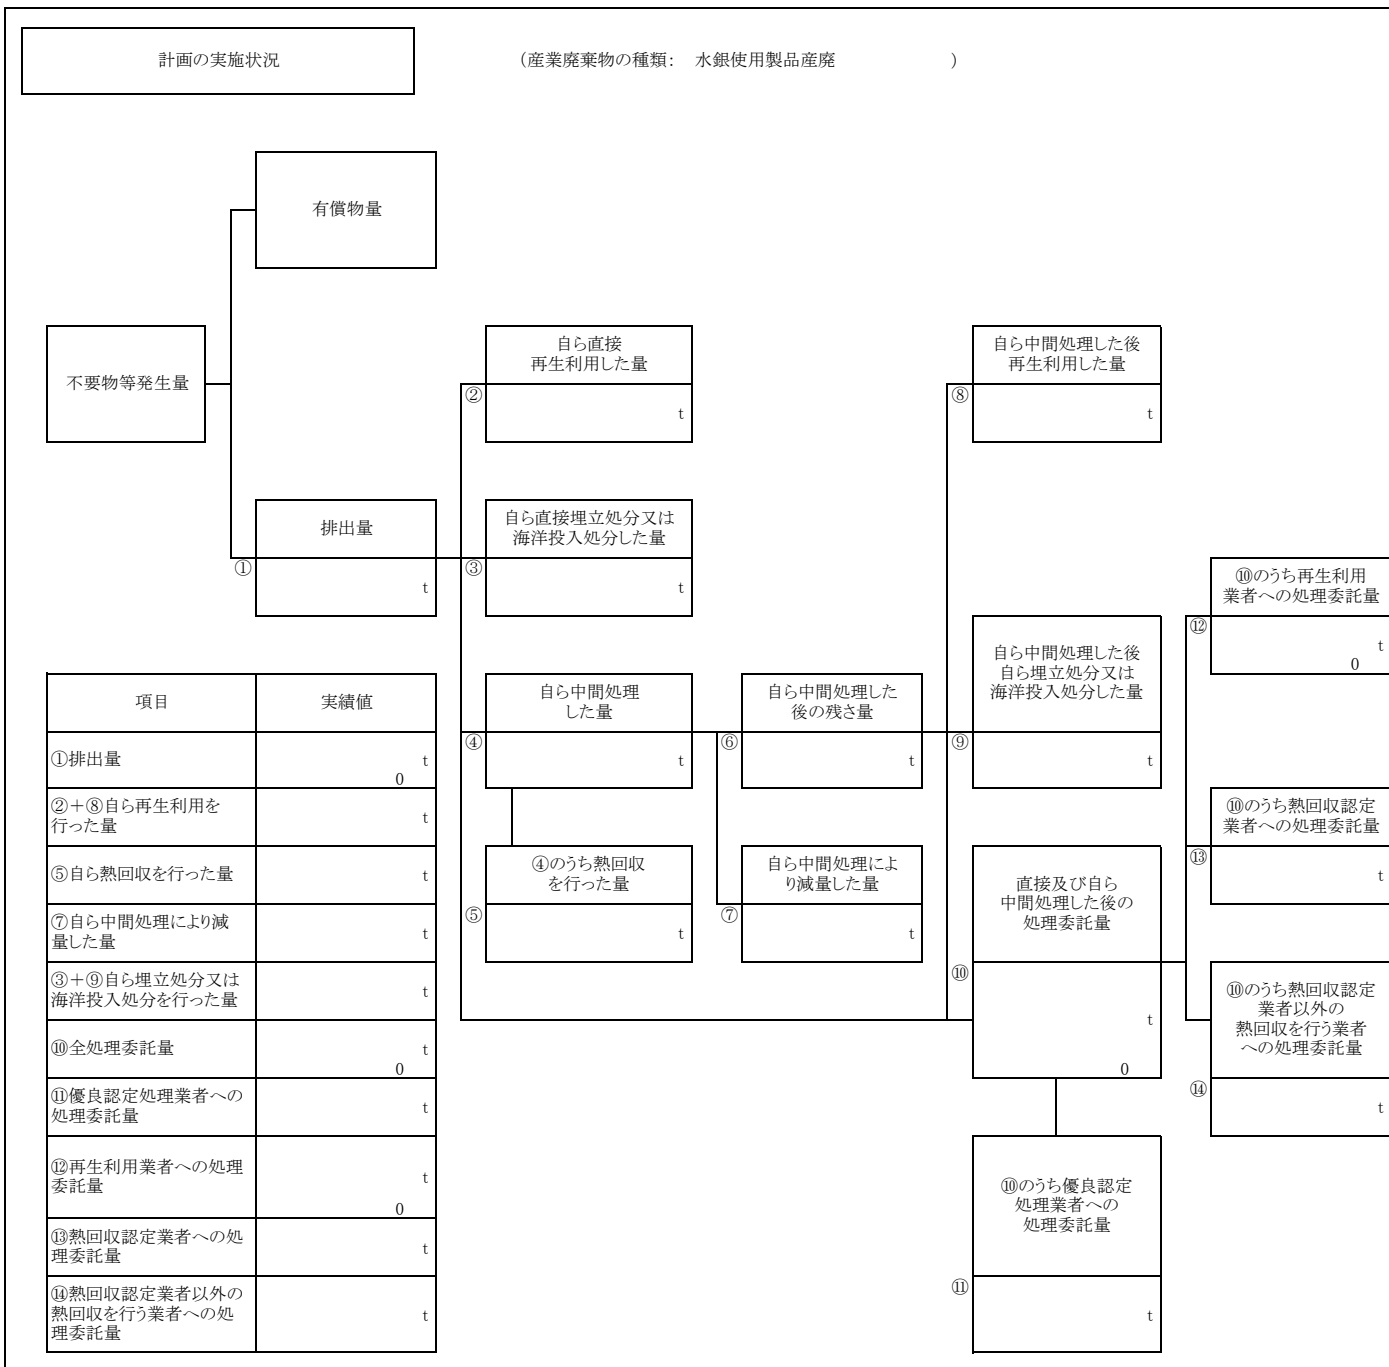 計画の実施状況
（産業廃棄物の種類： 水銀使用製品産廃 ）
有償物量
不要物等発生量
自ら直接
再生利用した量
②
t
自ら中間処理した後
再生利用した量
⑧
t
排出量
①
t
自ら直接埋立処分又は
海洋投入処分した量
③
t
⑩のうち再生利用
業者への処理委託量
⑫
t
0
自ら中間処理した後
自ら埋立処分又は
海洋投入処分した量
⑨
t
自ら中間処理
した量
④
t
自ら中間処理した
後の残さ量
⑥
t
⑩のうち熱回収認定
業者への処理委託量
⑬
t
④のうち熱回収
を行った量
⑤
t
自ら中間処理によ
り減量した量
⑦
t
直接及び自ら
中間処理した後の
処理委託量
⑩
t
0
⑩のうち熱回収認定
業者以外の
熱回収を行う業者
への処理委託量
⑭
t
⑩のうち優良認定
処理業者への
処理委託量
⑪
t
項目 実績値
①排出量 t
0
②＋⑧自ら再生利用を
行った量 t
⑤自ら熱回収を行った量 t
⑦自ら中間処理により減
量した量 t
③＋⑨自ら埋立処分又は
海洋投入処分を行った量 t
⑩全処理委託量 t
0
⑪優良認定処理業者への
処理委託量 t
⑫再生利用業者への処理
委託量 t
0
⑬熱回収認定業者への処
理委託量 t
⑭熱回収認定業者以外の
熱回収を行う業者への処
理委託量 t